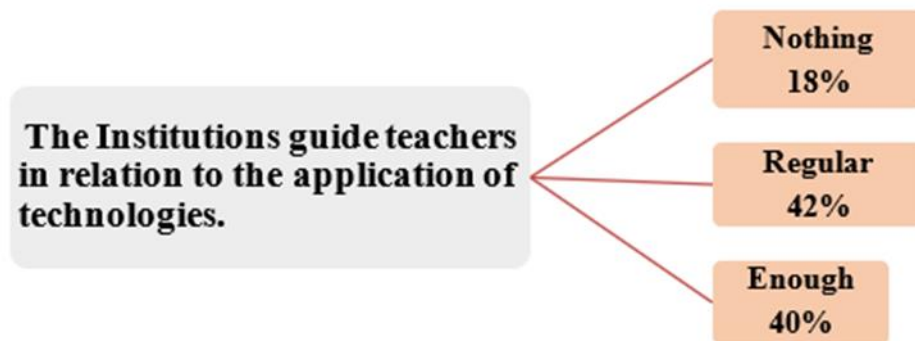 The Institutions guide teachers
in relation to the application of
technologies.
Nothing
18%
Regular
42%
Enough
40%